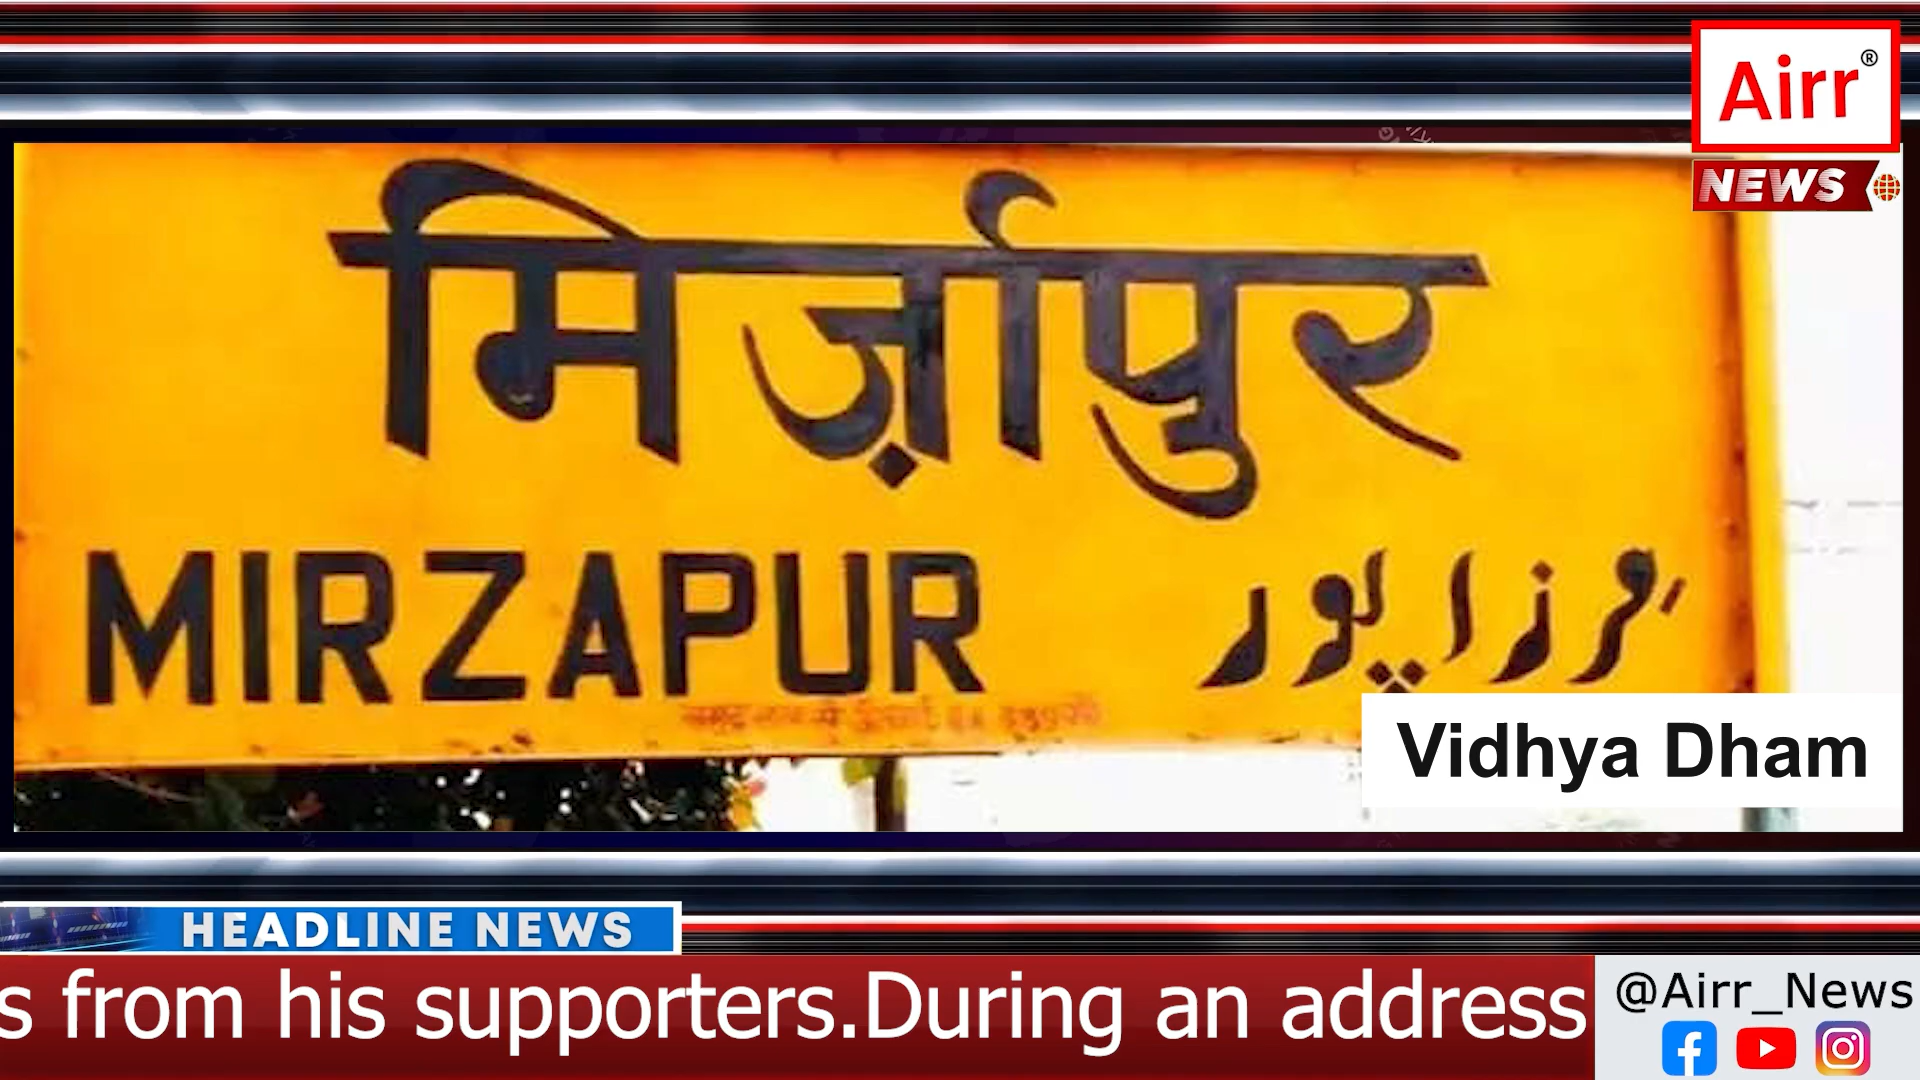 Airr®
NEWS
मिर्ज़ापुर
MIRZAPUR
مرزاپور
Vidhya Dham
HEADLINE NEWS
s from his supporters.During an address
@Airr_News